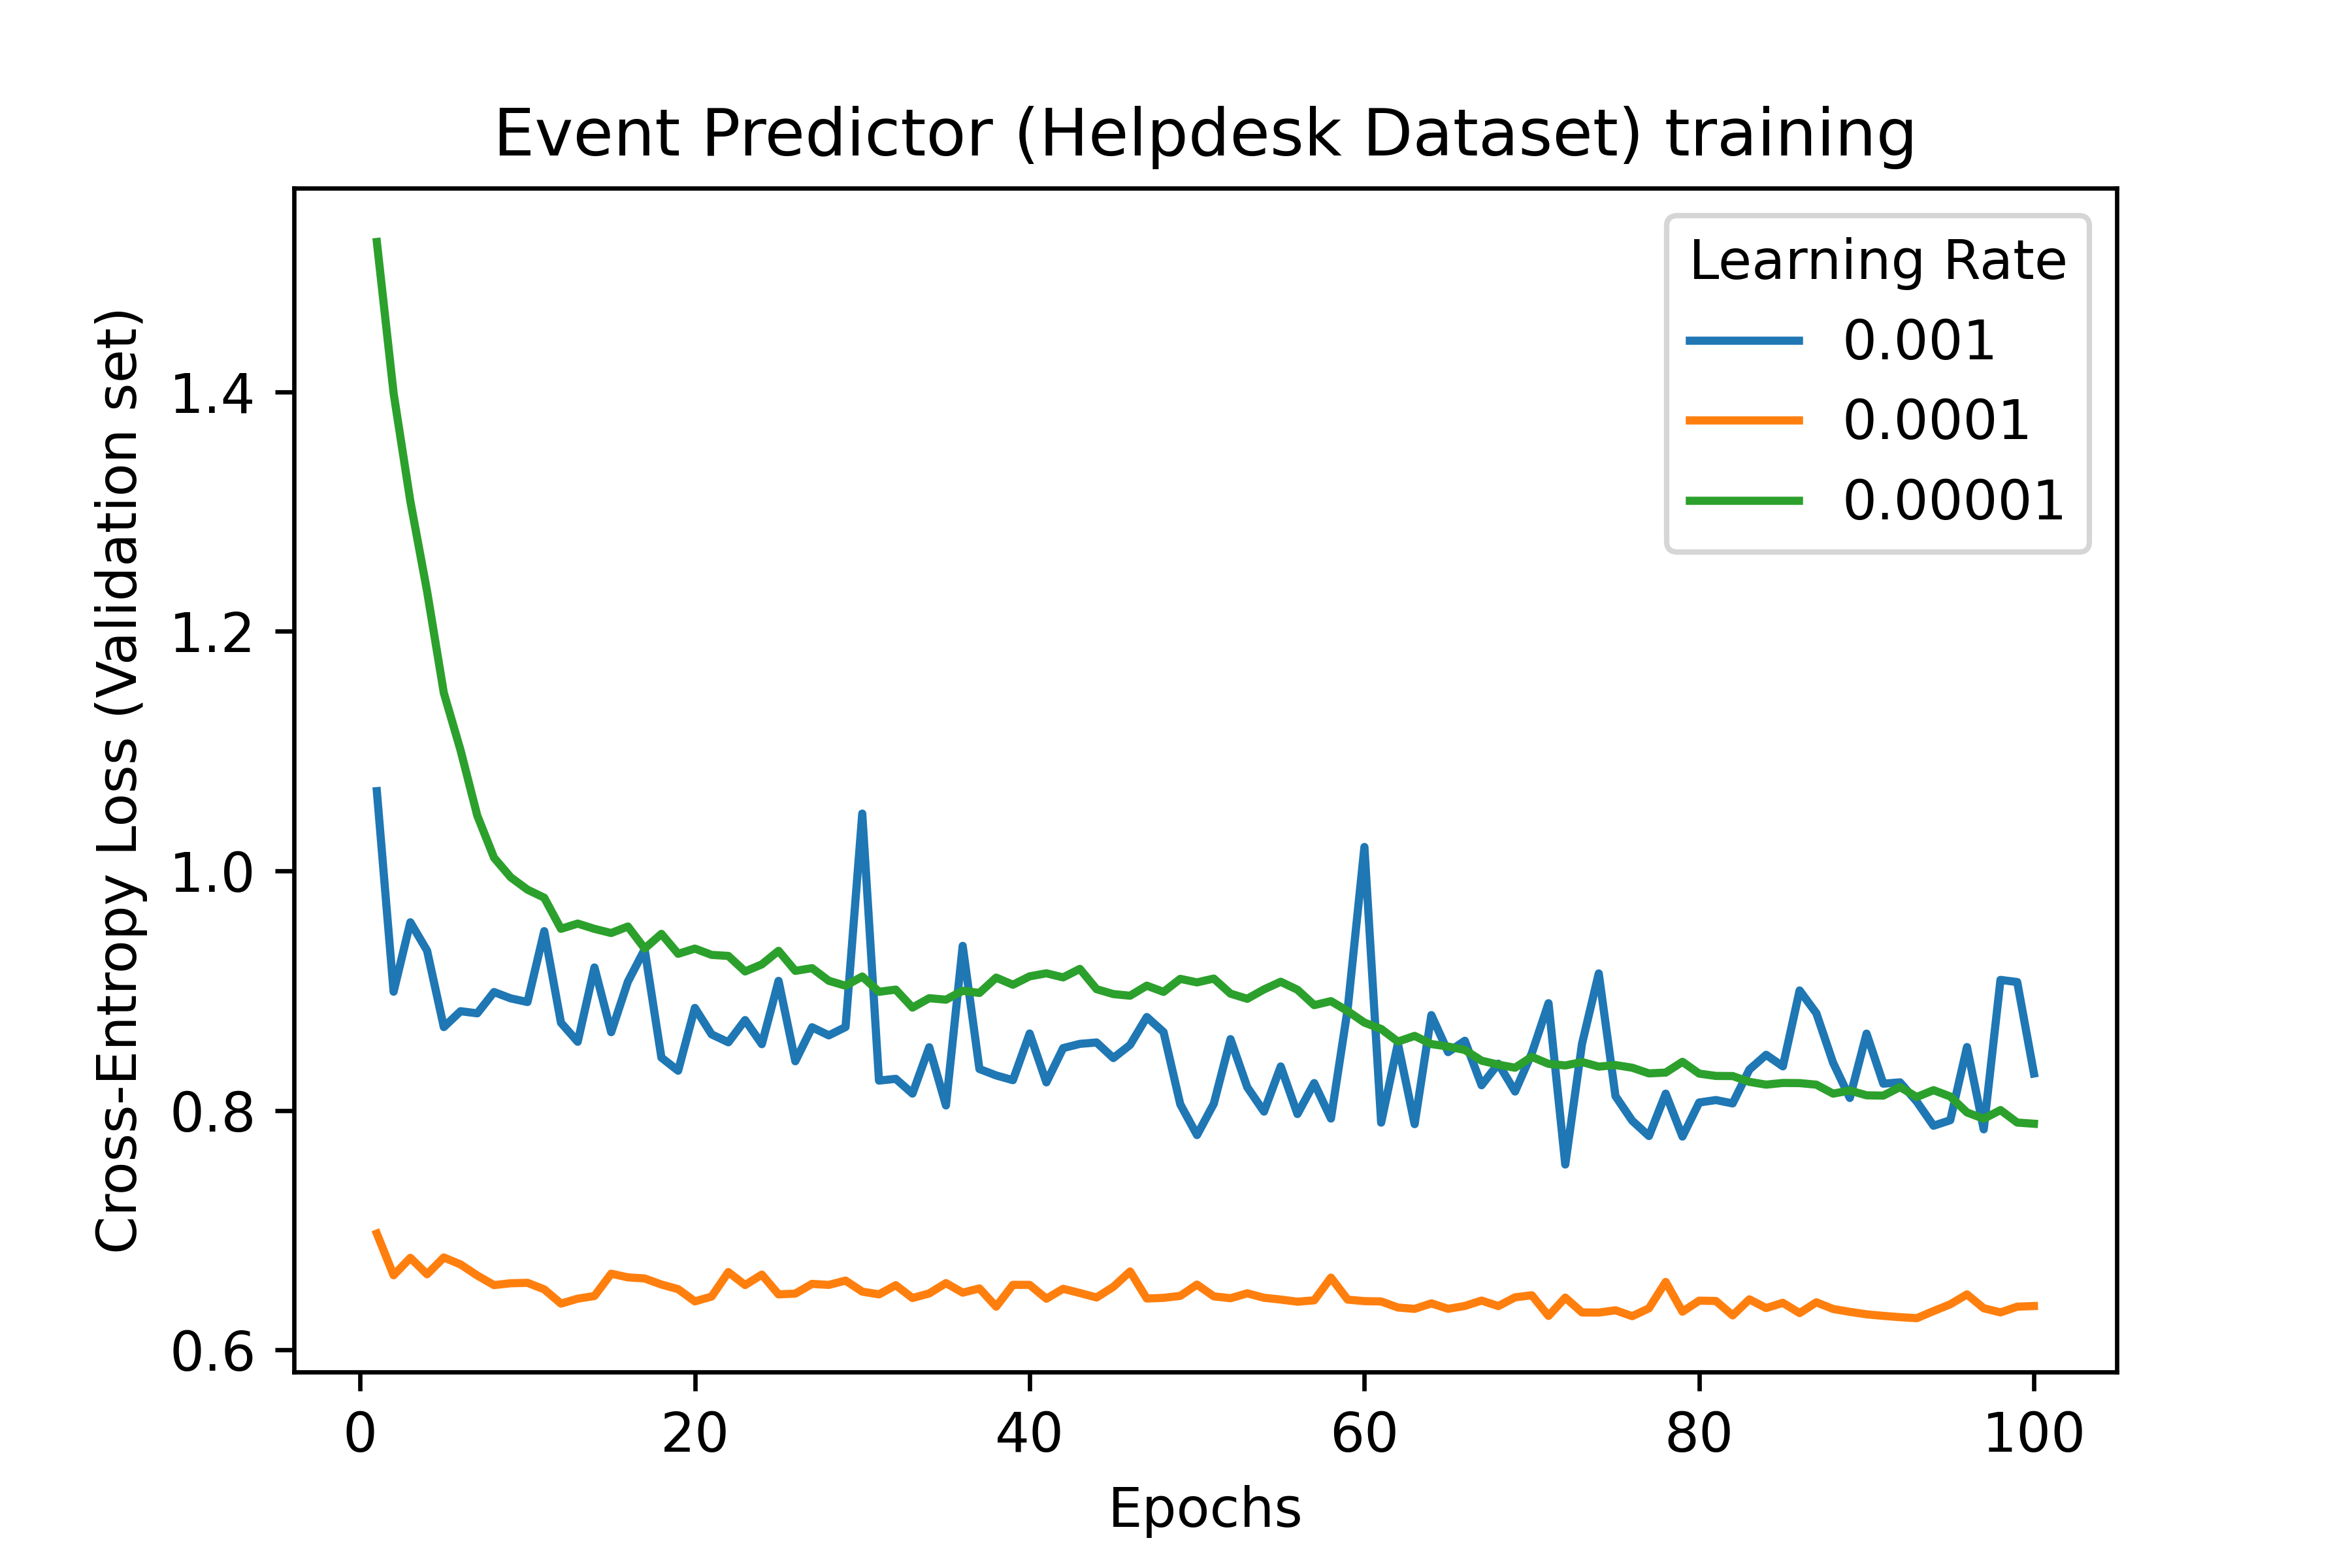 Event Predictor (Helpdesk Dataset) training
Cross-Entropy Loss (Validation set)
1.4
1.2
1.0
0.8
0.6
Learning Rate
0.001
0.0001
0.00001
0 20 40 60 80 100
Epochs